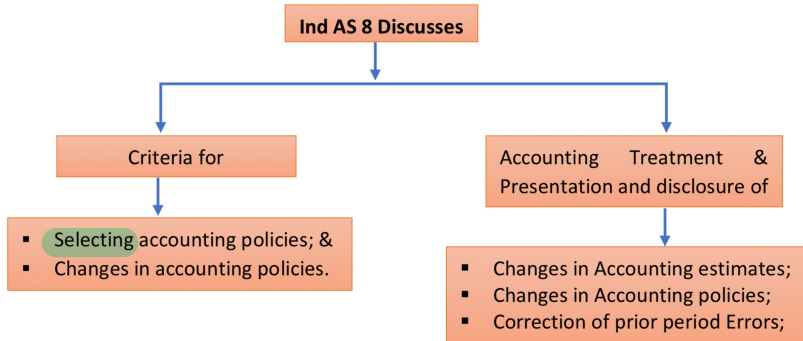 Ind AS 8 Discusses
Criteria for
▪ Selecting accounting policies; &
▪ Changes in accounting policies.
Accounting Treatment &
Presentation and disclosure of
▪ Changes in Accounting estimates;
▪ Changes in Accounting policies;
▪ Correction of prior period Errors;